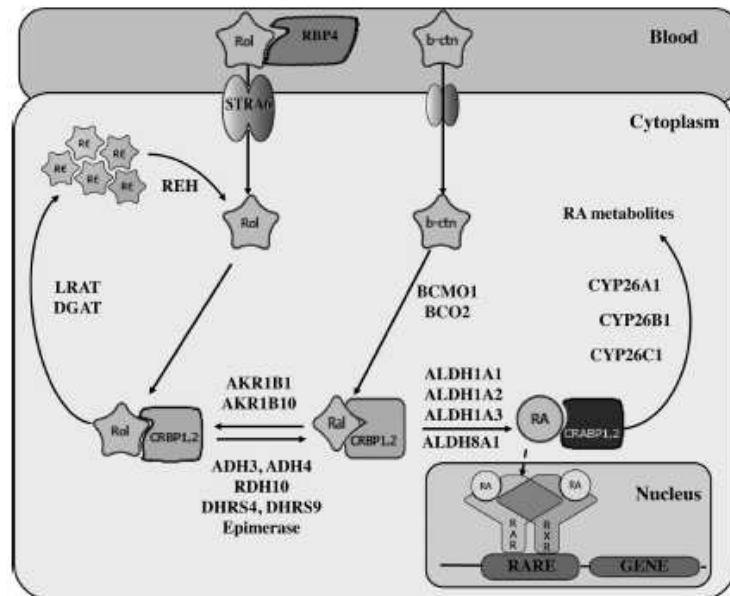 Rol
RBP4
b-ctn
Blood
STRA6
Cytoplasm
RE
RE
RE
RE
RE
REH
Rol
b-ctn
RA metabolites
LRAT
DGAT
BCMO1
BCO2
CYP26A1
CYP26B1
CYP26C1
AKR1B1
AKR1B10
ALDH1A1
ALDH1A2
ALDH1A3
ALDH8A1
Rol
CRBP1,2
Ral
CRBP1,2
RA
CRABP1,2
ADH3, ADH4
RDH10
DHRS4, DHRS9
Epimerase
RA
RA
Nucleus
RAR
RXR
RARE
GENE